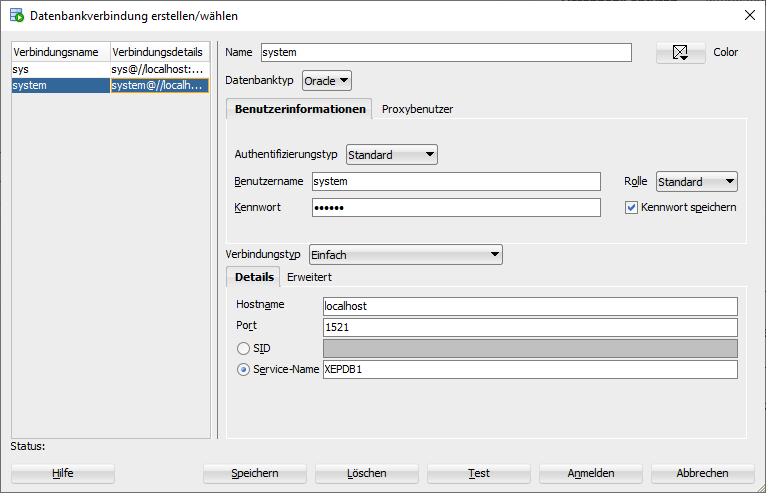 Datenbankverbindung erstellen/wählen
Verbindungsname Verbindungsdetails
sys sys@//localhost:...
system system@//localh...
Name system Color
Datenbanktyp Oracle
Benutzerinformationen Proxybenutzer
Authentifizierungstyp Standard
Benutzername system Rolle Standard
Kennwort •••••• Kennwort speichern
Verbindungstyp Einfach
Details Erweitert
Hostname localhost
Port 1521
SID
Service-Name XEPDB1
Status:
Hilfe Speichern Löschen Test Anmelden Abbrechen